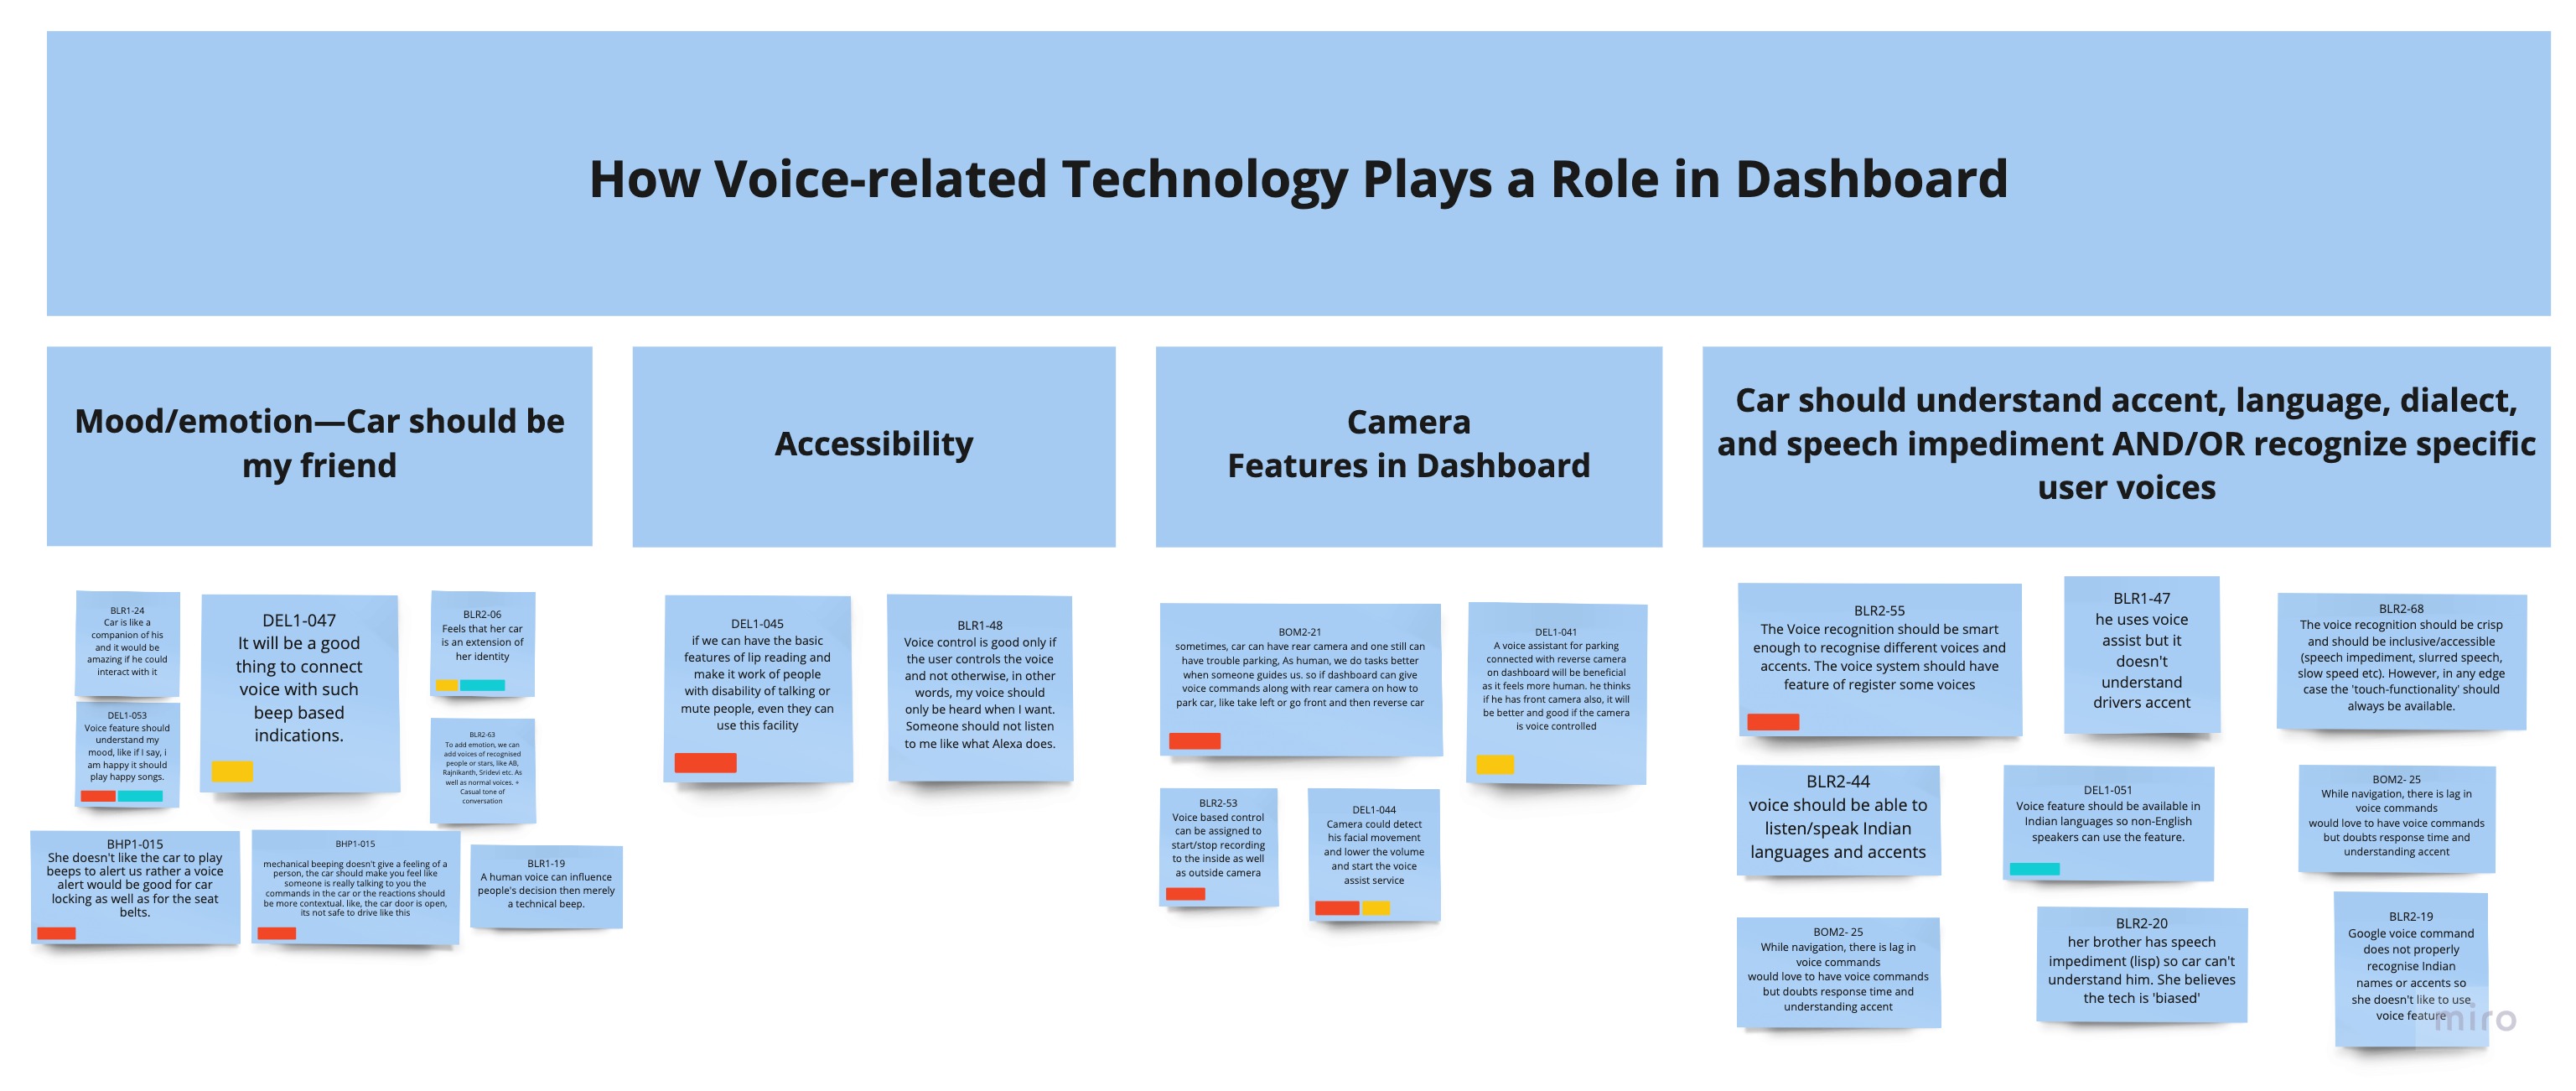 How Voice-related Technology Plays a Role in Dashboard
Mood/emotion—Car should be
my friend
BLR1-24
Car is like a
companion of his
and it would be
amazing if he could
interact with it
DEL1-047
It will be a good
thing to connect
voice with such
beep based
indications.
BLR2-06
Feels that her car
is an extension of
her identity
DEL1-053
Voice feature should
understand my
mood, like if I say, i
am happy it should
play happy songs.
BLR2-63
To add emotion, we can
add voices of recognised
people or stars, like AB,
Rajnikanth, Sridevi etc. As
well as normal voices. +
Casual tone of
conversation
BHP1-015
She doesn't like the car to play
beeps to alert us rather a voice
alert would be good for car
locking as well as for the seat
belts.
BHP1-015
mechanical beeping doesn't give a feeling of a
person, the car should make you feel like
someone is really talking to you the
commands in the car or the reactions should
be more contextual. like, the car door is open,
its not safe to drive like this
BLR1-19
A human voice can influence
people's decision then merely
a technical beep.
Accessibility
DEL1-045
if we can have the basic
features of lip reading and
make it work of people
with disability of talking or
mute people, even they can
use this facility
BLR1-48
Voice control is good only if
the user controls the voice
and not otherwise, in other
words, my voice should
only be heard when I want.
Someone should not listen
to me like what Alexa does.
Camera
Features in Dashboard
BOM2-21
sometimes, car can have rear camera and one still can
have trouble parking, As human, we do tasks better
when someone guides us. so if dashboard can give
voice commands along with rear camera on how to
park car, like take left or go front and then reverse car
DEL1-041
A voice assistant for parking
connected with reverse camera
on dashboard will be beneficial
as it feels more human. he thinks
if he has front camera also, it will
be better and good if the camera
is voice controlled
BLR2-53
Voice based control
can be assigned to
start/stop recording
to the inside as well
as outside camera
DEL1-044
Camera could detect
his facial movement
and lower the volume
and start the voice
assist service
Car should understand accent, language, dialect,
and speech impediment AND/OR recognize specific
user voices
BLR2-55
The Voice recognition should be smart
enough to recognise different voices and
accents. The voice system should have
feature of register some voices
BLR1-47
he uses voice
assist but it
doesn't
understand
drivers accent
BLR2-68
The voice recognition should be crisp
and should be inclusive/accessible
(speech impediment, slurred speech,
slow speed etc). However, in any edge
case the 'touch-functionality' should
always be available.
BLR2-44
voice should be able to
listen/speak Indian
languages and accents
DEL1-051
Voice feature should be available in
Indian languages so non-English
speakers can use the feature.
BOM2- 25
While navigation, there is lag in
voice commands
would love to have voice commands
but doubts response time and
understanding accent
BOM2- 25
While navigation, there is lag in
voice commands
would love to have voice commands
but doubts response time and
understanding accent
BLR2-20
her brother has speech
impediment (lisp) so car can't
understand him. She believes
the tech is 'biased'
BLR2-19
Google voice command
does not properly
recognise Indian
names or accents so
she doesn't like to use
voice feature
miro